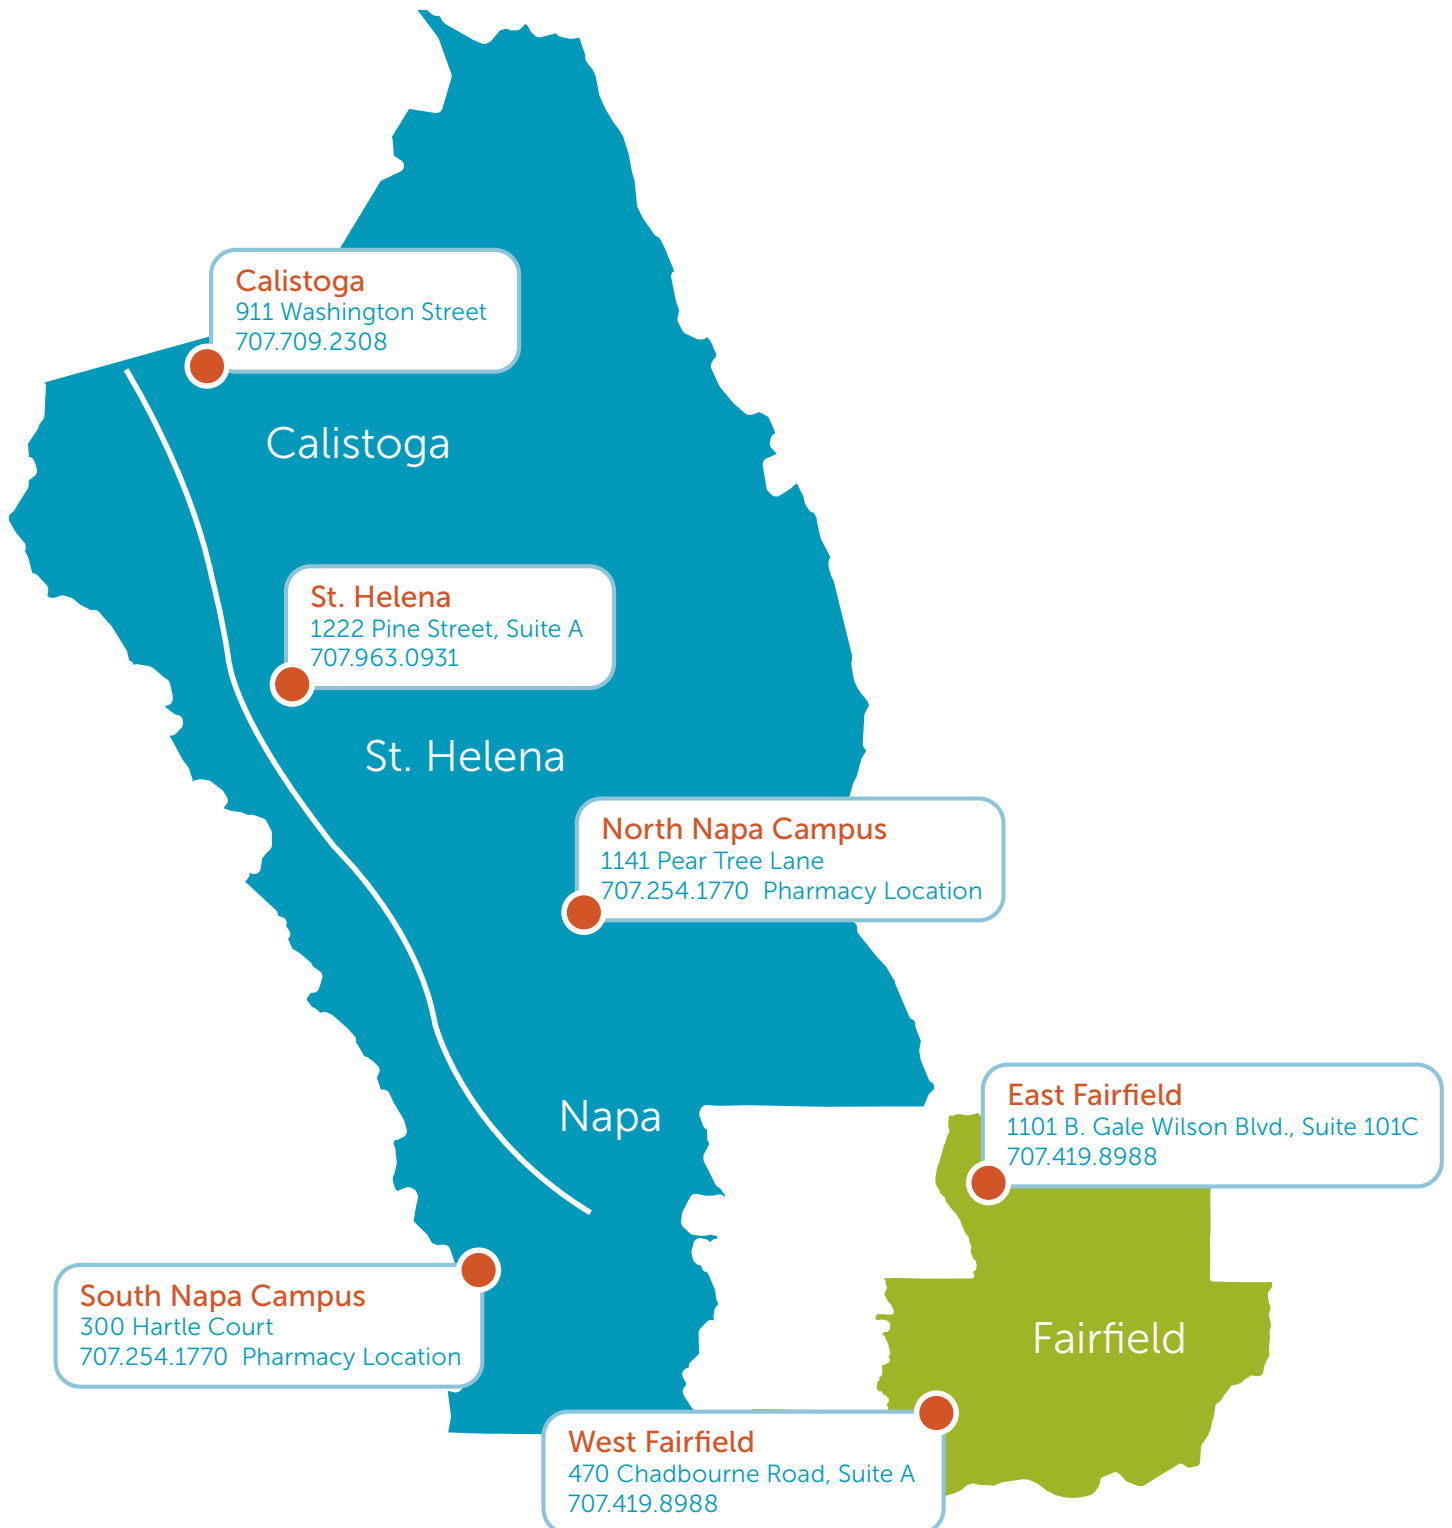 Calistoga
911 Washington Street
707.709.2308
Calistoga
St. Helena
1222 Pine Street, Suite A
707.963.0931
St. Helena
North Napa Campus
1141 Pear Tree Lane
707.254.1770  Pharmacy Location
Napa
East Fairfield
1101 B. Gale Wilson Blvd., Suite 101C
707.419.8988
South Napa Campus
300 Hartle Court
707.254.1770  Pharmacy Location
Fairfield
West Fairfield
470 Chadbourne Road, Suite A
707.419.8988